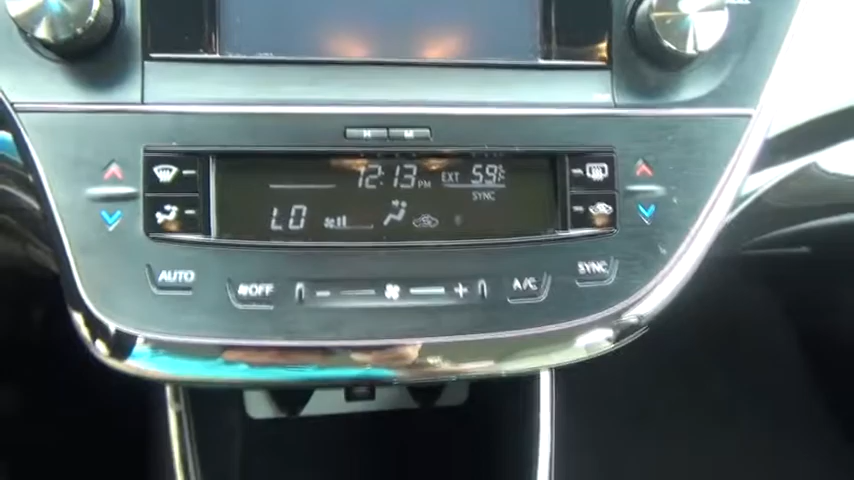 H M
12:13 PM EXT 59°F
SYNC
LO
AUTO OFF - + A/C SYNC